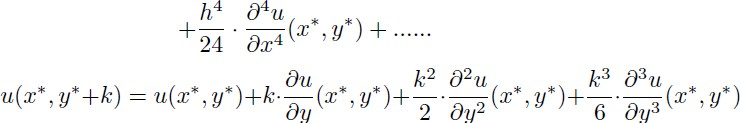 + h^4/24 · ∂^4u/∂x^4 (x*, y*) + ......
u(x*, y*+k) = u(x*, y*)+k·∂u/∂y(x*, y*)+k^2/2·∂^2u/∂y^2(x*, y*)+k^3/6·∂^3u/∂y^3(x*, y*)